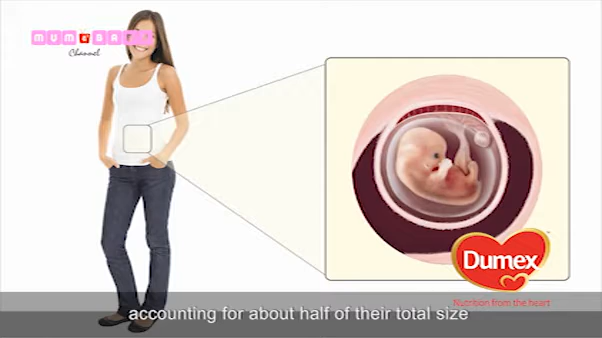 MUM&BABY
Channel
Dumex
Nutrition from the heart
accounting for about half of their total size